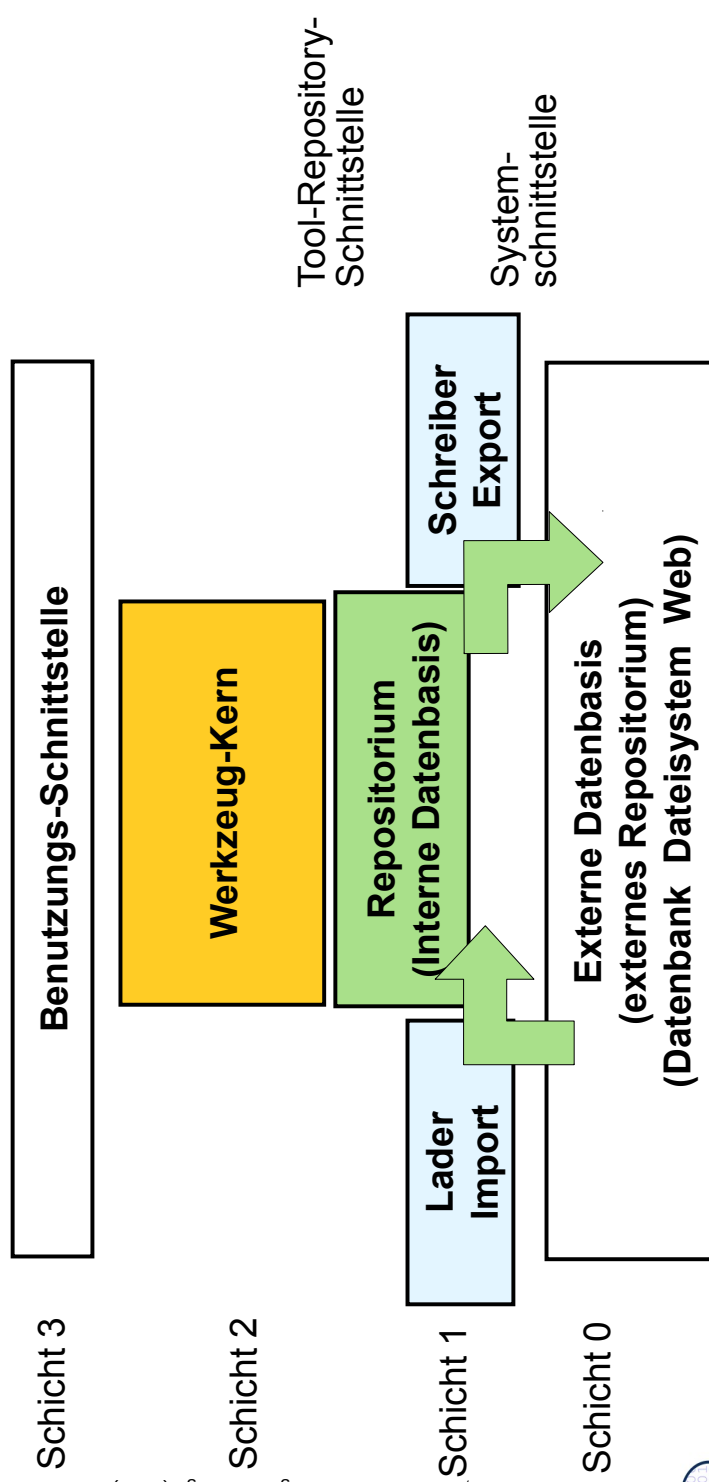 Schicht 3
Benutzungs-Schnittstelle
Schicht 2
Werkzeug-Kern
Tool-Repository-
Schnittstelle
Schicht 1
Lader
Import
Repositorium
(Interne Datenbasis)
Schreiber
Export
System-
schnittstelle
Schicht 0
Externe Datenbasis
(externes Repositorium)
(Datenbank Dateisystem Web)